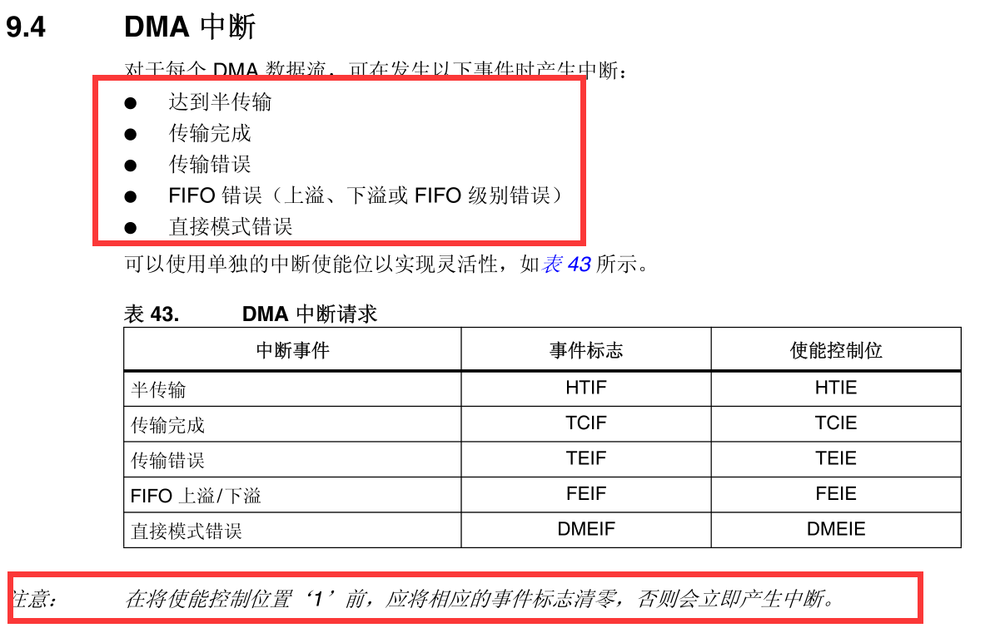 9.4 DMA 中断
对于每个 DMA 数据流，可在发生以下事件时产生中断：
● 达到半传输
● 传输完成
● 传输错误
● FIFO 错误（上溢、下溢或 FIFO 级别错误）
● 直接模式错误
可以使用单独的中断使能位以实现灵活性，如表 43 所示。
表 43. DMA 中断请求
中断事件 事件标志 使能控制位
半传输 HTIF HTIE
传输完成 TCIF TCIE
传输错误 TEIF TEIE
FIFO 上溢/下溢 FEIF FEIE
直接模式错误 DMEIF DMEIE
注意： 在将使能控制位置‘1’前，应将相应的事件标志清零，否则会立即产生中断。